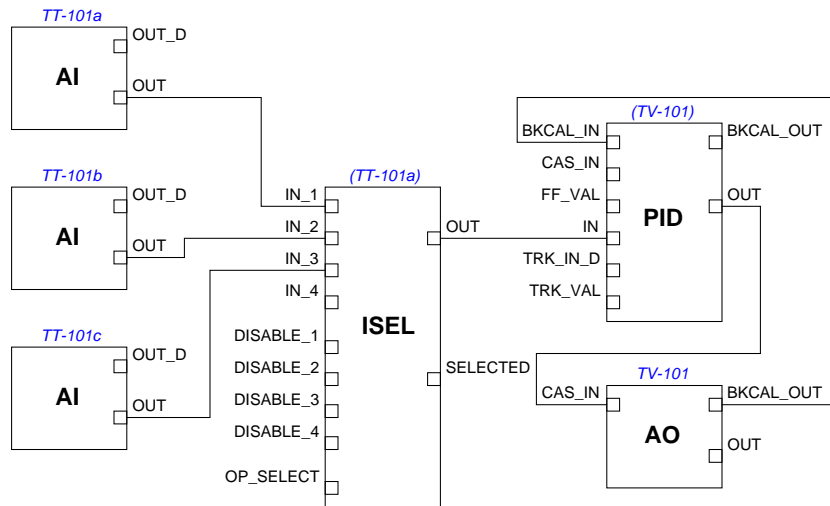 TT-101a
OUT_D
AI
OUT
TT-101b
OUT_D
AI
OUT
TT-101c
OUT_D
AI
OUT
(TT-101a)
IN_1
IN_2
IN_3
IN_4
DISABLE_1
DISABLE_2
DISABLE_3
DISABLE_4
OP_SELECT
ISEL
OUT
SELECTED
(TV-101)
BKCAL_IN
CAS_IN
FF_VAL
IN
TRK_IN_D
TRK_VAL
PID
BKCAL_OUT
OUT
TV-101
CAS_IN
AO
BKCAL_OUT
OUT